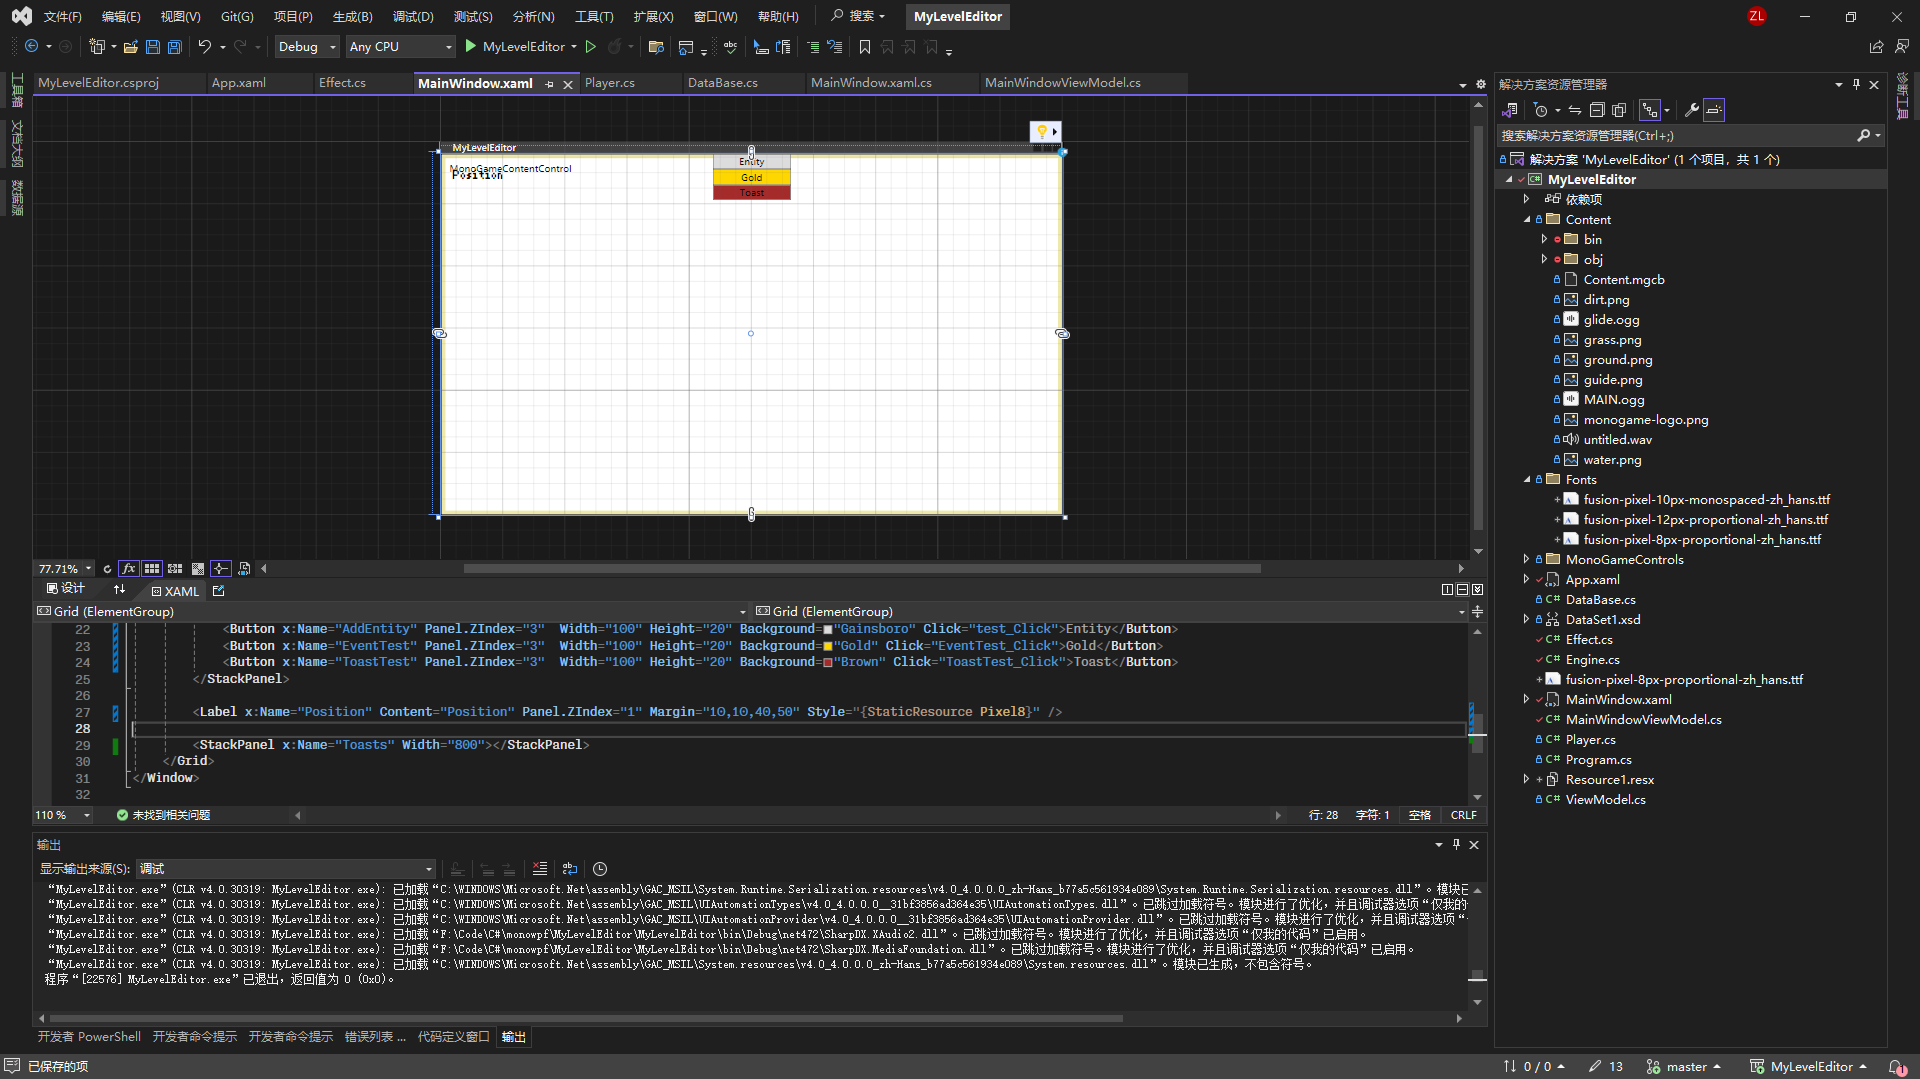 文件(F) 编辑(E) 视图(V) Git(G) 项目(P) 生成(B) 调试(D) 测试(S) 分析(N) 工具(T) 扩展(X) 窗口(W) 帮助(H) 搜索 MyLevelEditor ZL
Debug Any CPU MyLevelEditor
工具箱
文档大纲
数据源
MyLevelEditor.csproj App.xaml Effect.cs MainWindow.xaml Player.cs DataBase.cs MainWindow.xaml.cs MainWindowViewModel.cs
MyLevelEditor
MonoGameContentControl
Position
Entity
Gold
Toast
77.71%
设计 XAML
Grid (ElementGroup) Grid (ElementGroup)
22 <Button x:Name="AddEntity" Panel.ZIndex="3"  Width="100" Height="20" Background="Gainsboro" Click="test_Click">Entity</Button>
23 <Button x:Name="EventTest" Panel.ZIndex="3"  Width="100" Height="20" Background="Gold" Click="EventTest_Click">Gold</Button>
24 <Button x:Name="ToastTest" Panel.ZIndex="3"  Width="100" Height="20" Background="Brown" Click="ToastTest_Click">Toast</Button>
25 </StackPanel>
26
27 <Label x:Name="Position" Content="Position" Panel.ZIndex="1" Margin="10,10,40,50" Style="{StaticResource Pixel8}" />
28
29 <StackPanel x:Name="Toasts" Width="800"></StackPanel>
30 </Grid>
31 </Window>
32
110 % 未找到相关问题 行: 28 字符: 1 空格 CRLF
输出
显示输出来源(S): 调试
“MyLevelEditor.exe”(CLR v4.0.30319: MyLevelEditor.exe): 已加载“C:\WINDOWS\Microsoft.Net\assembly\GAC_MSIL\System.Runtime.Serialization.resources\v4.0_4.0.0.0_zh-Hans_b77a5c561934e089\System.Runtime.Serialization.resources.dll”。模块已
“MyLevelEditor.exe”(CLR v4.0.30319: MyLevelEditor.exe): 已加载“C:\WINDOWS\Microsoft.Net\assembly\GAC_MSIL\UIAutomationTypes\v4.0_4.0.0.0__31bf3856ad364e35\UIAutomationTypes.dll”。已跳过加载符号。模块进行了优化，并且调试器选项“仅我的
“MyLevelEditor.exe”(CLR v4.0.30319: MyLevelEditor.exe): 已加载“C:\WINDOWS\Microsoft.Net\assembly\GAC_MSIL\UIAutomationProvider\v4.0_4.0.0.0__31bf3856ad364e35\UIAutomationProvider.dll”。已跳过加载符号。模块进行了优化，并且调试器选项“
“MyLevelEditor.exe”(CLR v4.0.30319: MyLevelEditor.exe): 已加载“F:\Code\C#\monowpf\MyLevelEditor\MyLevelEditor\bin\Debug\net472\SharpDX.XAudio2.dll”。已跳过加载符号。模块进行了优化，并且调试器选项“仅我的代码”已启用。
“MyLevelEditor.exe”(CLR v4.0.30319: MyLevelEditor.exe): 已加载“F:\Code\C#\monowpf\MyLevelEditor\MyLevelEditor\bin\Debug\net472\SharpDX.MediaFoundation.dll”。已跳过加载符号。模块进行了优化，并且调试器选项“仅我的代码”已启用。
“MyLevelEditor.exe”(CLR v4.0.30319: MyLevelEditor.exe): 已加载“C:\WINDOWS\Microsoft.Net\assembly\GAC_MSIL\System.resources\v4.0_4.0.0.0_zh-Hans_b77a5c561934e089\System.resources.dll”。模块已生成，不包含符号。
程序“[22576] MyLevelEditor.exe”已退出，返回值为 0 (0x0)。
开发者 PowerShell 开发者命令提示 开发者命令提示 错误列表 ... 代码定义窗口 输出
解决方案资源管理器
搜索解决方案资源管理器(Ctrl+;)
解决方案 'MyLevelEditor' (1 个项目，共 1 个)
MyLevelEditor
依赖项
Content
bin
obj
Content.mgcb
dirt.png
glide.ogg
grass.png
ground.png
guide.png
MAIN.ogg
monogame-logo.png
untitled.wav
water.png
Fonts
fusion-pixel-10px-monospaced-zh_hans.ttf
fusion-pixel-12px-proportional-zh_hans.ttf
fusion-pixel-8px-proportional-zh_hans.ttf
MonoGameControls
App.xaml
DataBase.cs
DataSet1.xsd
Effect.cs
Engine.cs
fusion-pixel-8px-proportional-zh_hans.ttf
MainWindow.xaml
MainWindowViewModel.cs
Player.cs
Program.cs
Resource1.resx
ViewModel.cs
诊断工具
已保存的项 0 / 0 13 master MyLevelEditor 1